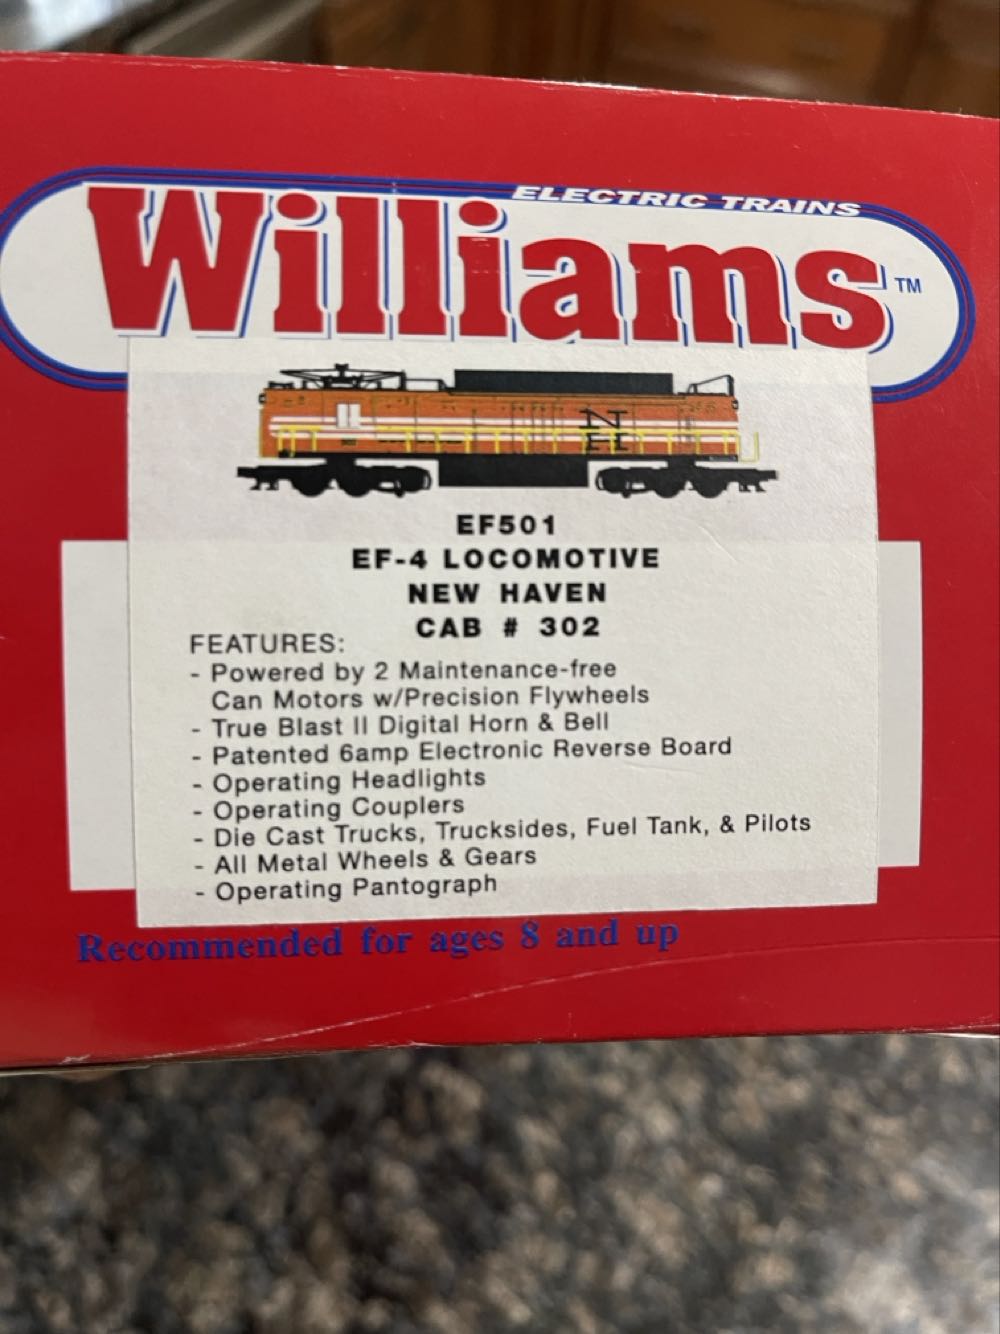 ELECTRIC TRAINS
Williams™
NH
EF501
EF-4 LOCOMOTIVE
NEW HAVEN
CAB # 302
FEATURES:
- Powered by 2 Maintenance-free
Can Motors w/Precision Flywheels
- True Blast II Digital Horn & Bell
- Patented 6amp Electronic Reverse Board
- Operating Headlights
- Operating Couplers
- Die Cast Trucks, Trucksides, Fuel Tank, & Pilots
- All Metal Wheels & Gears
- Operating Pantograph
Recommended for ages 8 and up